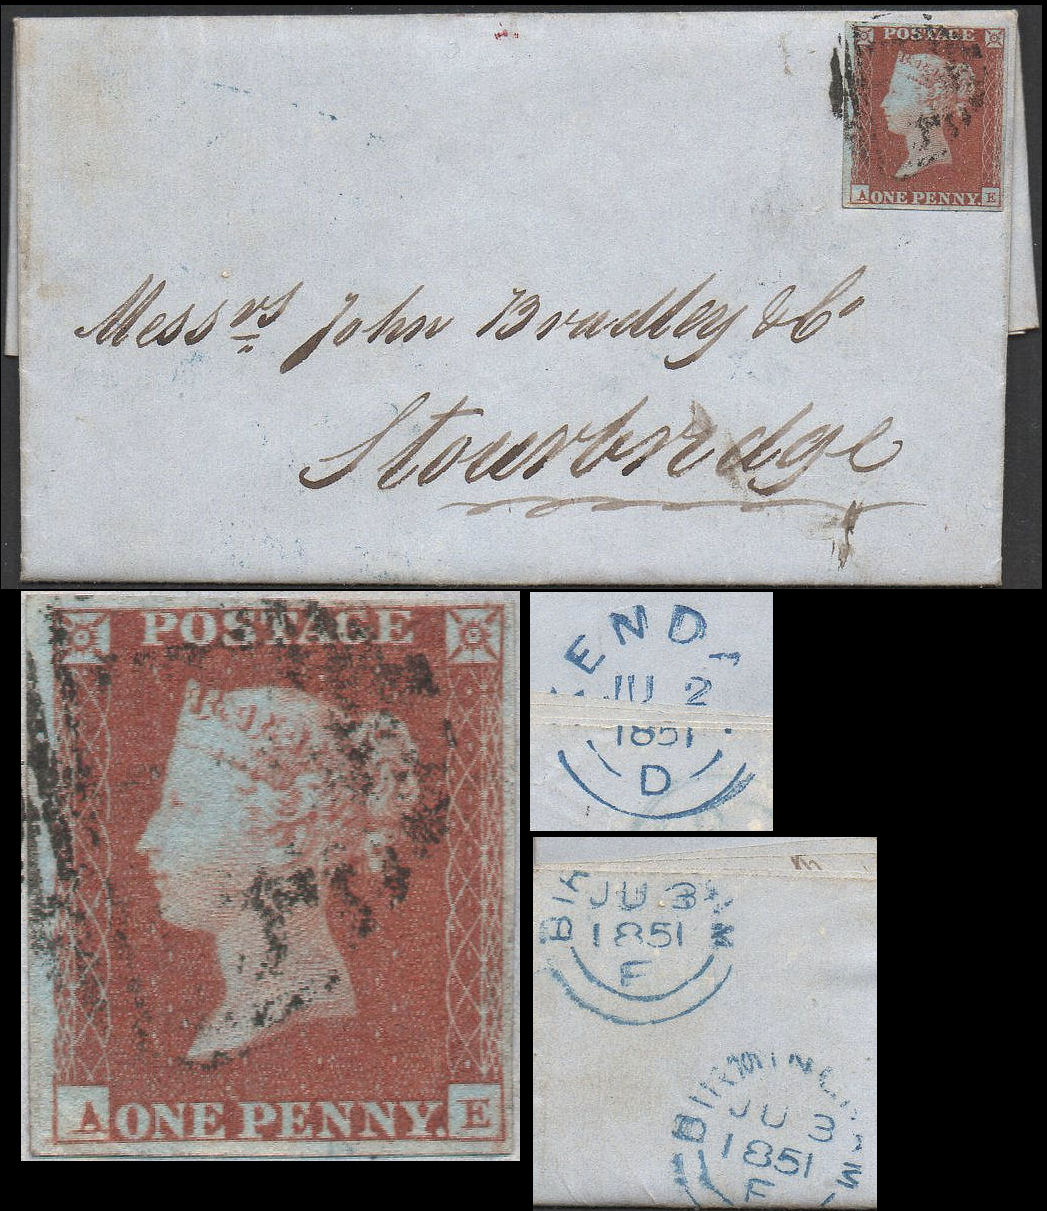 POSTAGE
A ONE PENNY. E
Messrs John Bradley & Co
Stourbridge
POSTAGE
A ONE PENNY. E
END
JU 2
1851
D
JU 3
1851
F
BIRMINGHAM
JU 3
1851
F